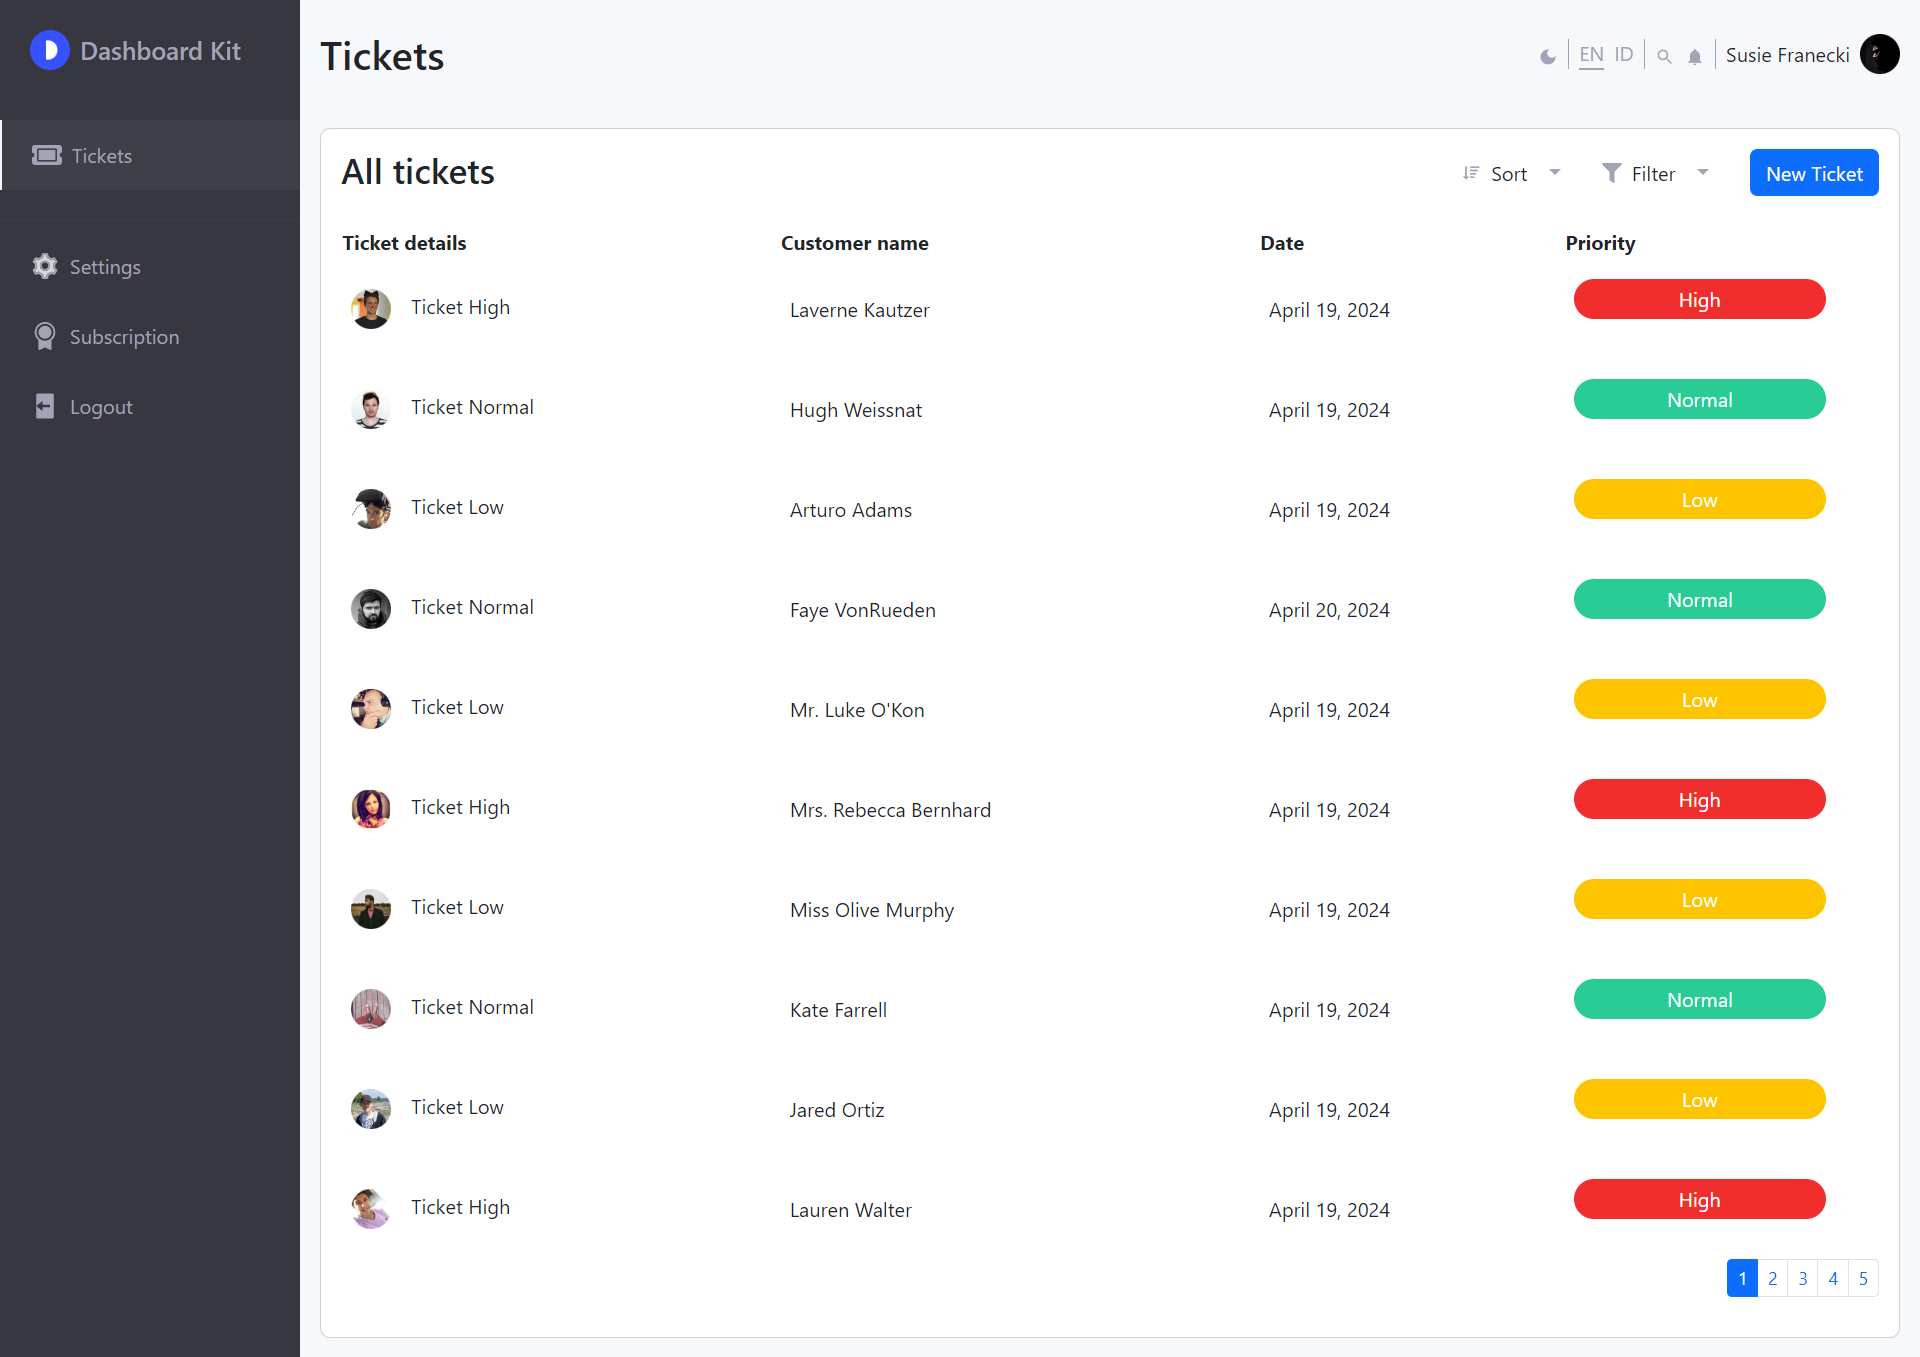 Dashboard Kit
Tickets
Settings
Subscription
Logout
Tickets
EN ID Susie Franecki
All tickets
Sort Filter New Ticket
Ticket details Customer name Date Priority
Ticket High Laverne Kautzer April 19, 2024 High
Ticket Normal Hugh Weissnat April 19, 2024 Normal
Ticket Low Arturo Adams April 19, 2024 Low
Ticket Normal Faye VonRueden April 20, 2024 Normal
Ticket Low Mr. Luke O'Kon April 19, 2024 Low
Ticket High Mrs. Rebecca Bernhard April 19, 2024 High
Ticket Low Miss Olive Murphy April 19, 2024 Low
Ticket Normal Kate Farrell April 19, 2024 Normal
Ticket Low Jared Ortiz April 19, 2024 Low
Ticket High Lauren Walter April 19, 2024 High
1 2 3 4 5